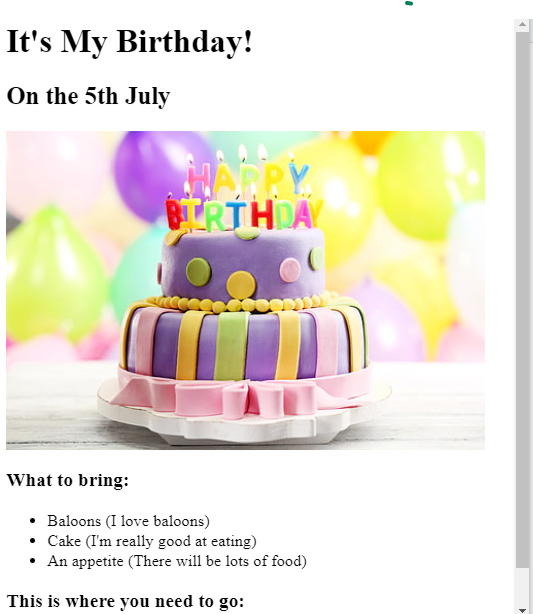 It's My Birthday!
On the 5th July
HAPPY
BIRTHDAY
What to bring:
Baloons (I love baloons)
Cake (I'm really good at eating)
An appetite (There will be lots of food)
This is where you need to go: